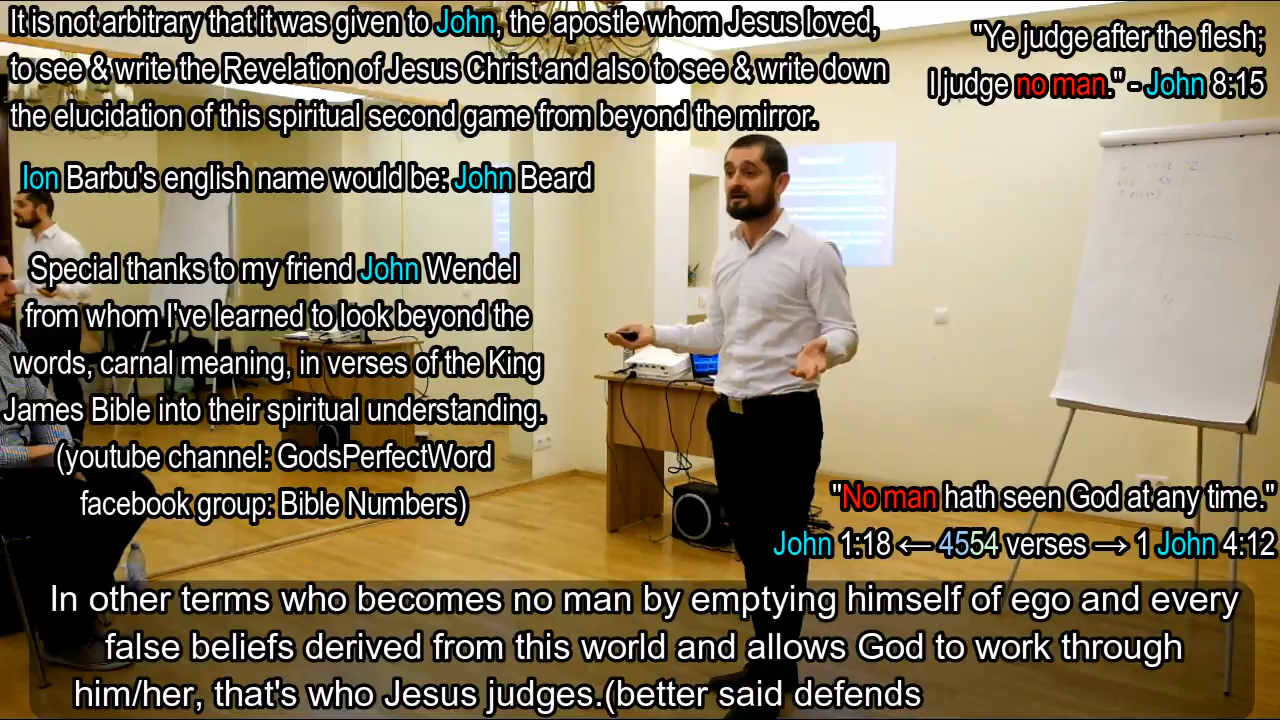 It is not arbitrary that it was given to John, the apostle whom Jesus loved,
to see & write the Revelation of Jesus Christ and also to see & write down
the elucidation of this spiritual second game from beyond the mirror.
"Ye judge after the flesh;
I judge no man." - John 8:15
Ion Barbu's english name would be: John Beard
Special thanks to my friend John Wendel
from whom I've learned to look beyond the
words, carnal meaning, in verses of the King
James Bible into their spiritual understanding.
(youtube channel: GodsPerfectWord
facebook group: Bible Numbers)
"No man hath seen God at any time."
John 1:18 ← 4554 verses → 1 John 4:12
In other terms who becomes no man by emptying himself of ego and every
false beliefs derived from this world and allows God to work through
him/her, that's who Jesus judges.(better said defends